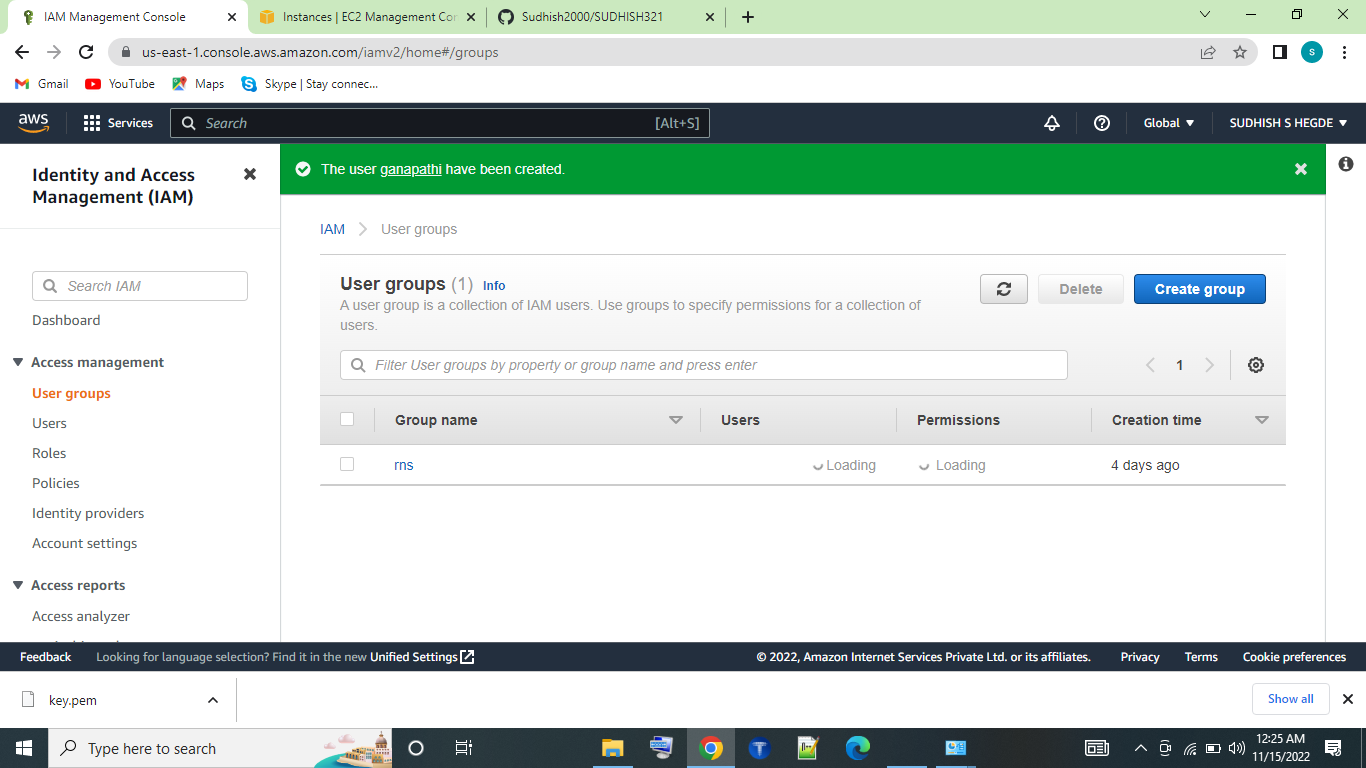 IAM Management Console
Instances | EC2 Management Con
Sudhish2000/SUDHISH321
us-east-1.console.aws.amazon.com/iamv2/home#/groups
S
Gmail
YouTube
Maps
Skype | Stay connec...
aws
Services
Search
[Alt+S]
Global
SUDHISH S HEGDE
Identity and Access
Management (IAM)
Search IAM
Dashboard
Access management
User groups
Users
Roles
Policies
Identity providers
Account settings
Access reports
Access analyzer
The user ganapathi have been created.
IAM
User groups
User groups (1) Info
A user group is a collection of IAM users. Use groups to specify permissions for a collection of
users.
Delete
Create group
Filter User groups by property or group name and press enter
1
Group name
Users
Permissions
Creation time
rns
Loading
Loading
4 days ago
Feedback
Looking for language selection? Find it in the new Unified Settings
© 2022, Amazon Internet Services Private Ltd. or its affiliates.
Privacy
Terms
Cookie preferences
key.pem
Show all
Type here to search
12:25 AM
11/15/2022